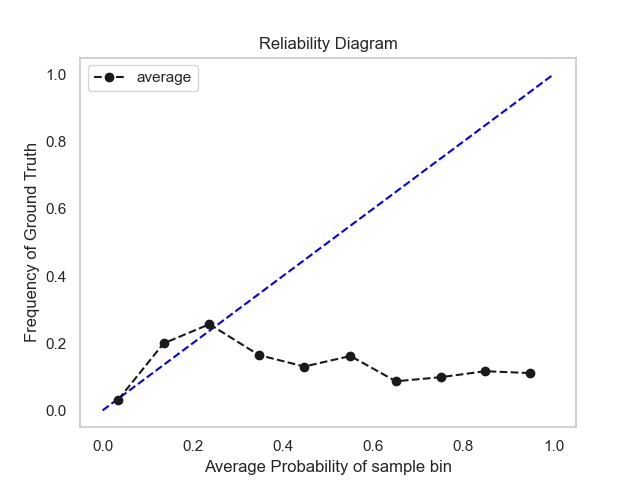 Reliability Diagram
average
1.0
0.8
0.6
0.4
0.2
0.0
Frequency of Ground Truth
0.0 0.2 0.4 0.6 0.8 1.0
Average Probability of sample bin